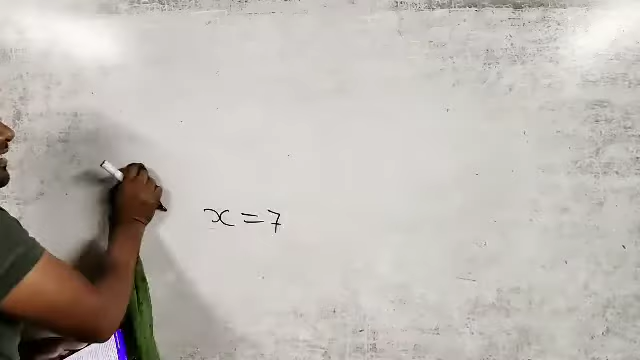 x = 7